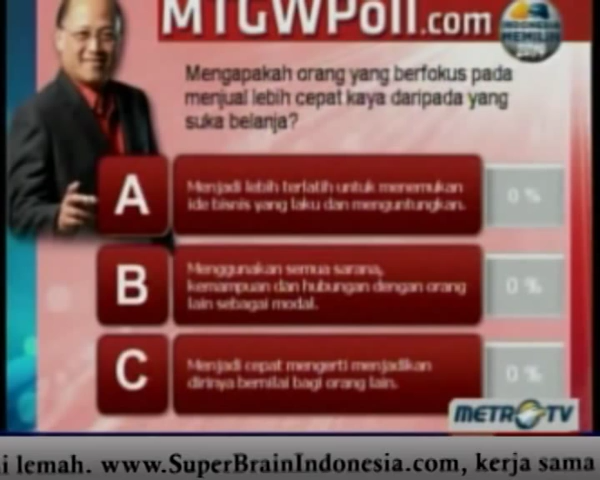 MTGWPoll.com
INDONESIA
MEMILIH
Mengapakah orang yang berfokus pada
menjual lebih cepat kaya daripada yang
suka belanja?
A
Menjadi lebih terlatih untuk menemukan
ide bisnis yang laku dan menguntungkan.
0 %
B
Menggunakan semua sarana,
kemampuan dan hubungan dengan orang
lain sebagai modal.
0 %
C
Menjadi cepat mengerti menjadikan
dirinya bernilai bagi orang lain.
0 %
METRO TV
i lemah. www.SuperBrainIndonesia.com, kerja sama